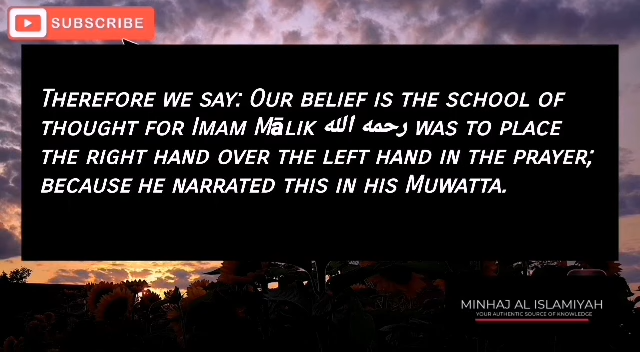 SUBSCRIBE
THEREFORE WE SAY: OUR BELIEF IS THE SCHOOL OF
THOUGHT FOR IMAM MāLIK رحمه الله WAS TO PLACE
THE RIGHT HAND OVER THE LEFT HAND IN THE PRAYER;
BECAUSE HE NARRATED THIS IN HIS MUWATTA.
MINHAJ AL ISLAMIYAH
YOUR AUTHENTIC SOURCE OF KNOWLEDGE